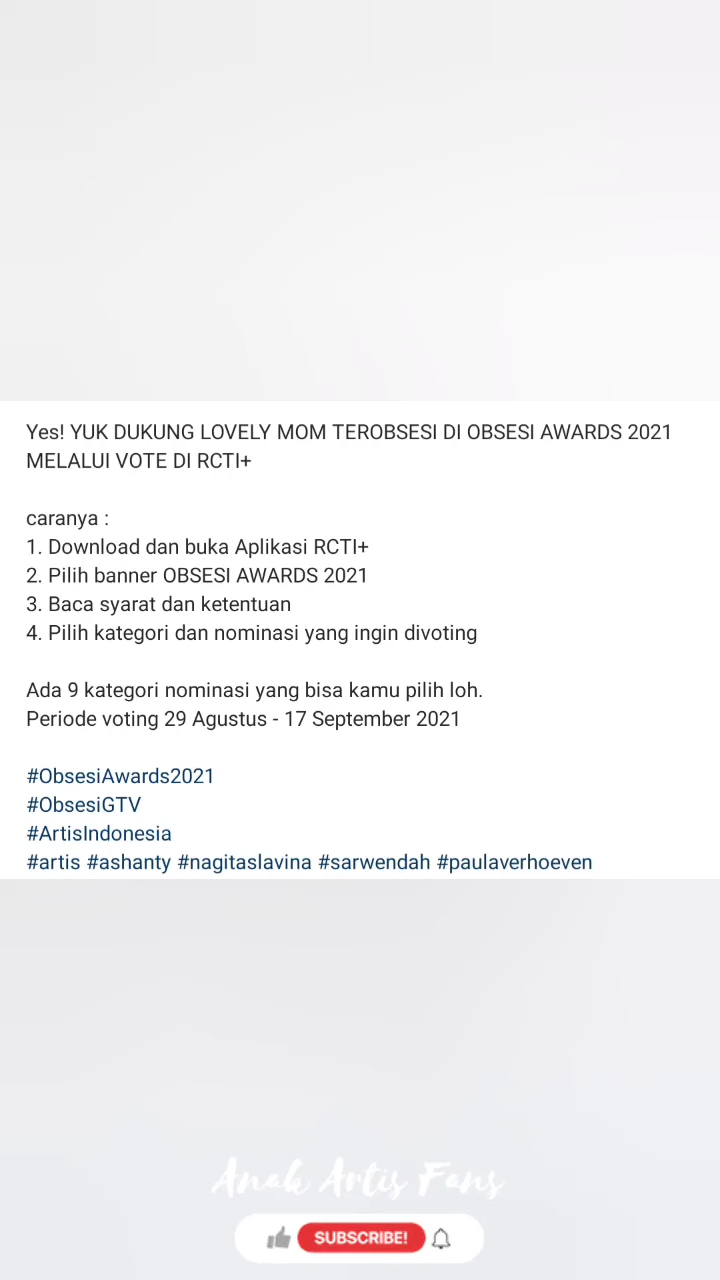 Yes! YUK DUKUNG LOVELY MOM TEROBSESI DI OBSESI AWARDS 2021
MELALUI VOTE DI RCTI+
caranya :
1. Download dan buka Aplikasi RCTI+
2. Pilih banner OBSESI AWARDS 2021
3. Baca syarat dan ketentuan
4. Pilih kategori dan nominasi yang ingin divoting
Ada 9 kategori nominasi yang bisa kamu pilih loh.
Periode voting 29 Agustus - 17 September 2021
#ObsesiAwards2021
#ObsesiGTV
#ArtisIndonesia
#artis #ashanty #nagitaslavina #sarwendah #paulaverhoeven
Anak Artis Fans
SUBSCRIBE!